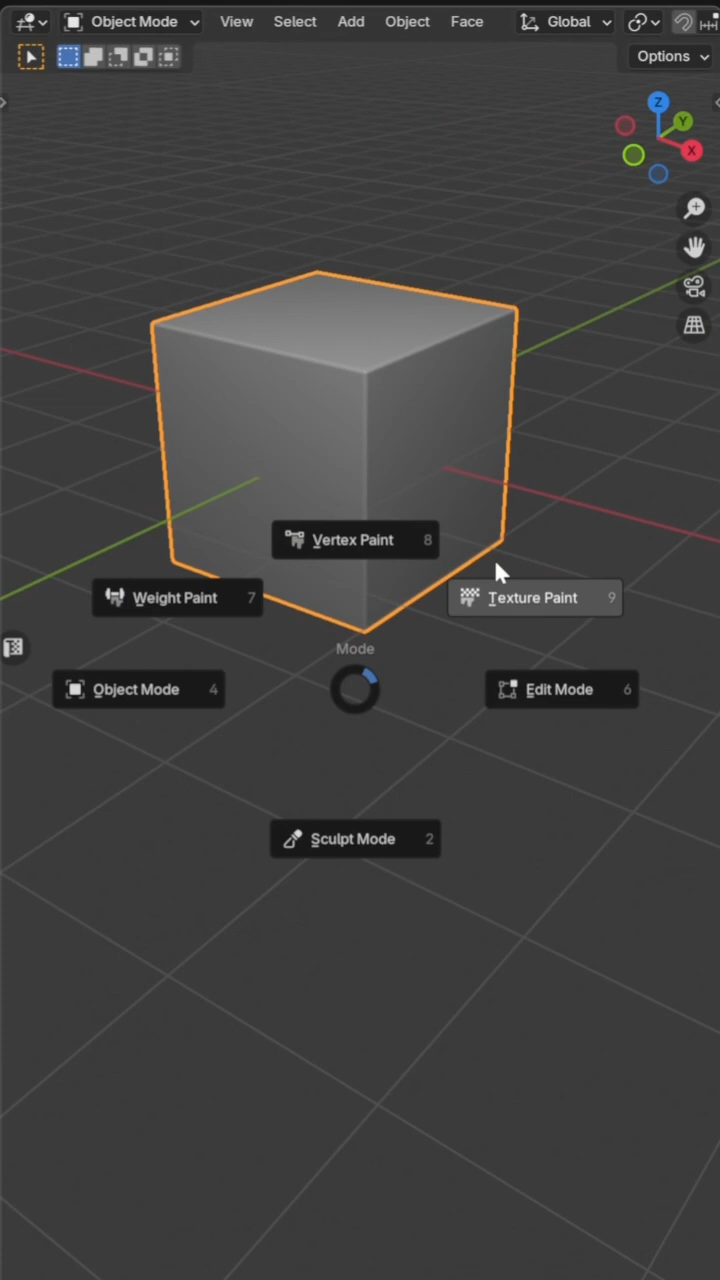 Object Mode View Select Add Object Face Global
Options
Z
Y
X
Vertex Paint 8
Weight Paint 7
Texture Paint 9
Mode
Object Mode 4
Edit Mode 6
Sculpt Mode 2